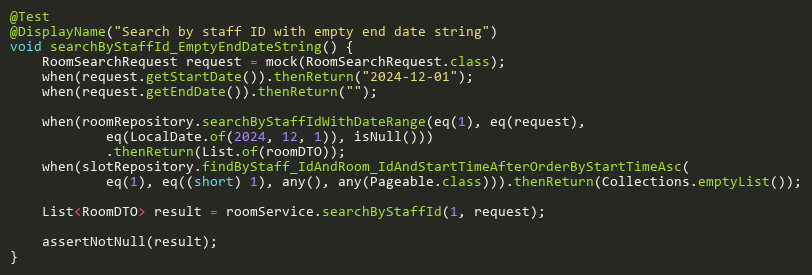 @Test
@DisplayName("Search by staff ID with empty end date string")
void searchByStaffId_EmptyEndDateString() {
    RoomSearchRequest request = mock(RoomSearchRequest.class);
    when(request.getStartDate()).thenReturn("2024-12-01");
    when(request.getEndDate()).thenReturn("");

    when(roomRepository.searchByStaffIdWithDateRange(eq(1), eq(request),
            eq(LocalDate.of(2024, 12, 1)), isNull()))
            .thenReturn(List.of(roomDTO));
    when(slotRepository.findByStaff_IdAndRoom_IdAndStartTimeAfterOrderByStartTimeAsc(
            eq(1), eq((short) 1), any(), any(Pageable.class))).thenReturn(Collections.emptyList());

    List<RoomDTO> result = roomService.searchByStaffId(1, request);

    assertNotNull(result);
}